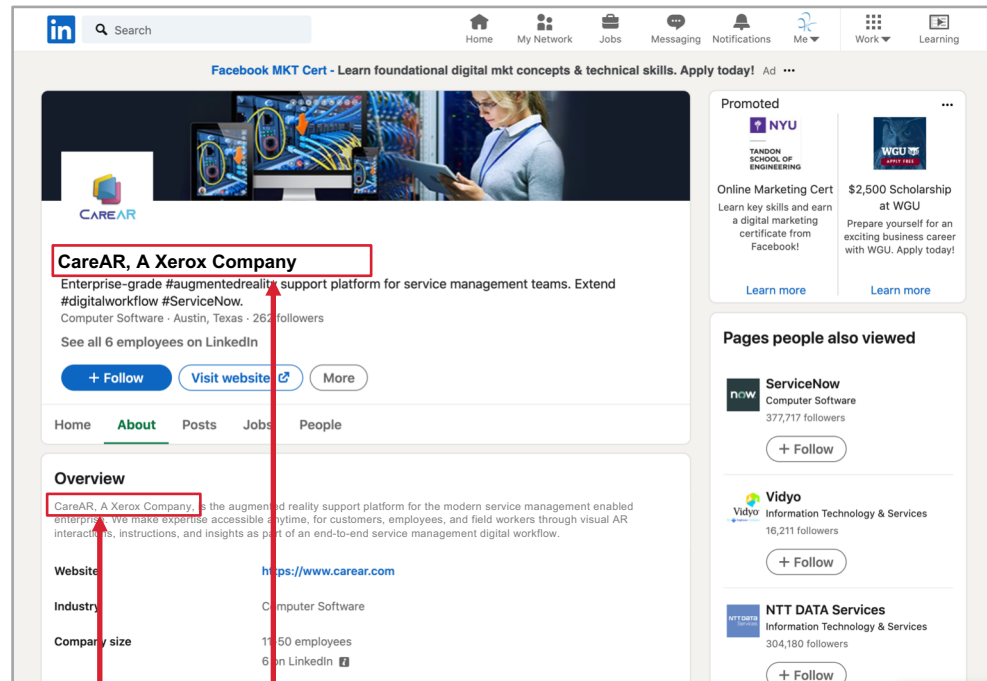 in
Search
Home
My Network
Jobs
Messaging
Notifications
Me
Work
Learning
Facebook MKT Cert - Learn foundational digital mkt concepts & technical skills. Apply today! Ad •••
CAREAR
CareAR, A Xerox Company
Enterprise-grade #augmentedreality support platform for service management teams. Extend
#digitalworkflow #ServiceNow.
Computer Software · Austin, Texas · 262 followers
See all 6 employees on LinkedIn
+ Follow
Visit website
More
Home
About
Posts
Jobs
People
Overview
CareAR, A Xerox Company, is the augmented reality support platform for the modern service management enabled
enterprise. We make expertise accessible anytime, for customers, employees, and field workers through visual AR
interactions, instructions, and insights as part of an end-to-end service management digital workflow.
Website
https://www.carear.com
Industry
Computer Software
Company size
11-50 employees
6 on LinkedIn
Promoted
•••
NYU
TANDON
SCHOOL OF
ENGINEERING
Online Marketing Cert
Learn key skills and earn
a digital marketing
certificate from
Facebook!
Learn more
WGU
APPLY FREE
$2,500 Scholarship
at WGU
Prepare yourself for an
exciting business career
with WGU. Apply today!
Learn more
Pages people also viewed
now
ServiceNow
Computer Software
377,717 followers
+ Follow
Vidyo
Vidyo
Information Technology & Services
16,211 followers
+ Follow
NTT DATA
Services
NTT DATA Services
Information Technology & Services
304,180 followers
+ Follow